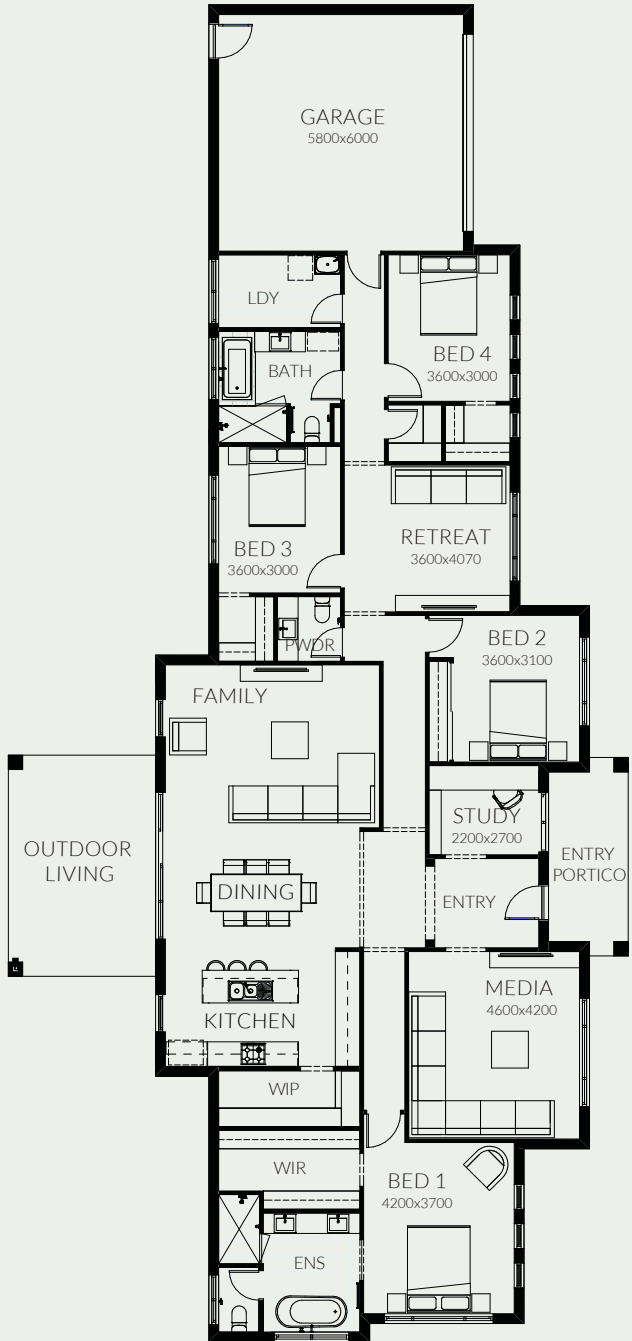 GARAGE
5800x6000
LDY
BED 4
3600x3000
BATH
RETREAT
3600x4070
BED 3
3600x3000
PWDR
BED 2
3600x3100
FAMILY
STUDY
2200x2700
OUTDOOR
LIVING
ENTRY
PORTICO
DINING
ENTRY
MEDIA
4600x4200
KITCHEN
WIP
WIR
BED 1
4200x3700
ENS